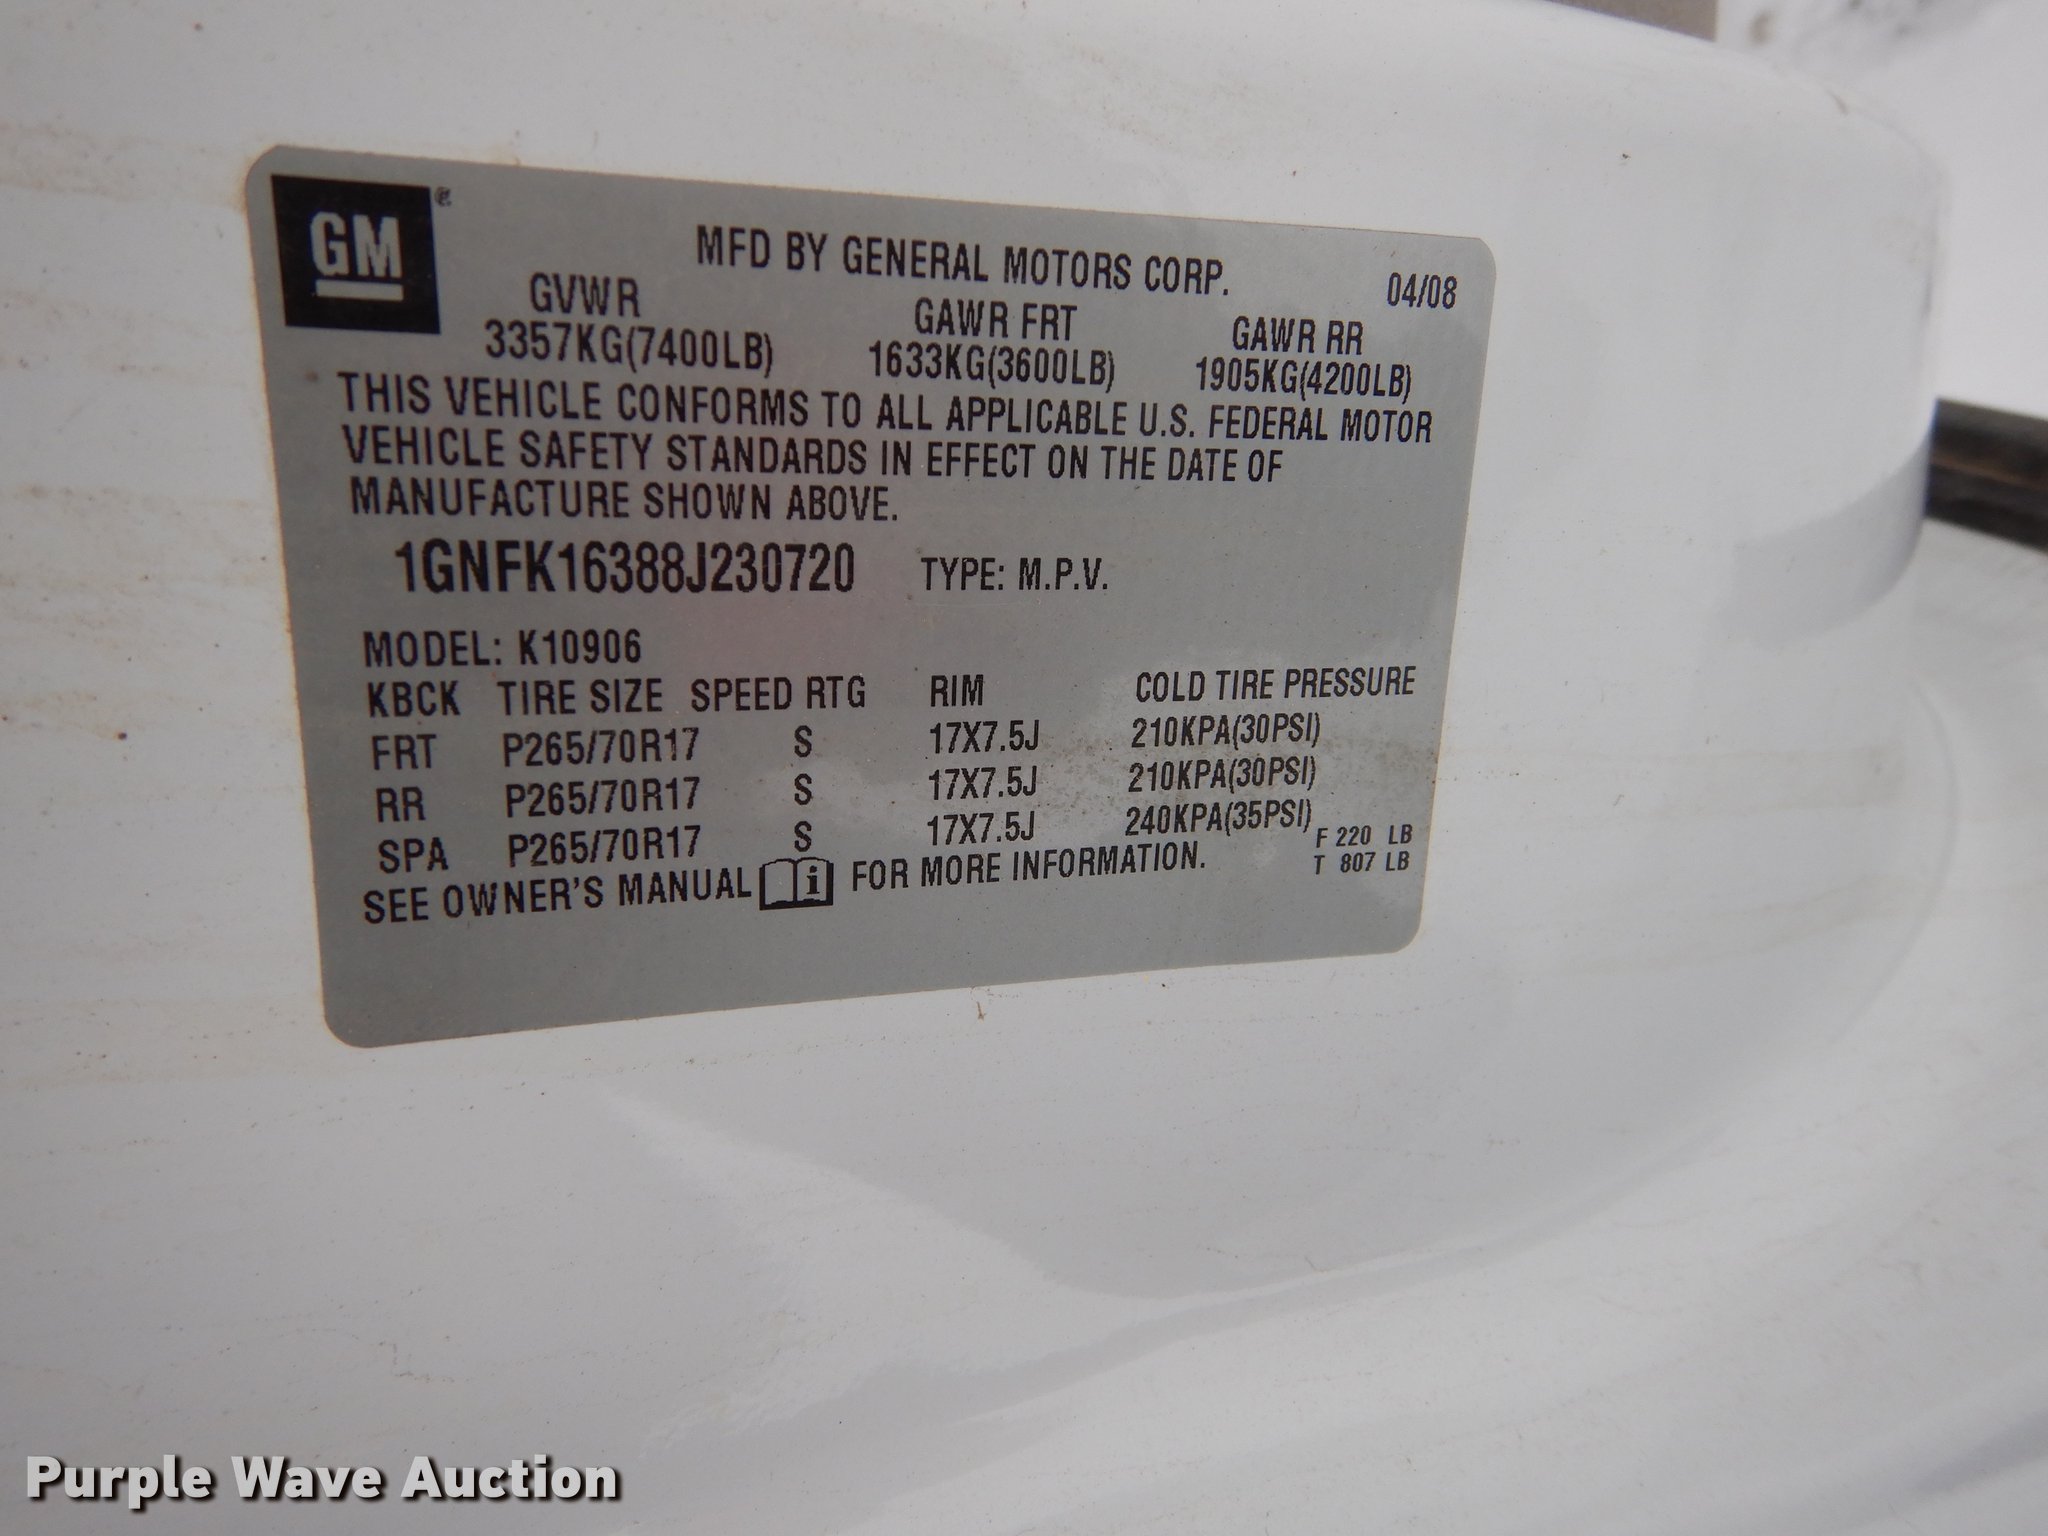 GM ®
MFD BY GENERAL MOTORS CORP.
04/08
GVWR GAWR FRT GAWR RR
3357KG(7400LB) 1633KG(3600LB) 1905KG(4200LB)
THIS VEHICLE CONFORMS TO ALL APPLICABLE U.S. FEDERAL MOTOR
VEHICLE SAFETY STANDARDS IN EFFECT ON THE DATE OF
MANUFACTURE SHOWN ABOVE.
1GNFK16388J230720 TYPE: M.P.V.
MODEL: K10906
KBCK TIRE SIZE SPEED RTG RIM COLD TIRE PRESSURE
FRT P265/70R17 S 17X7.5J 210KPA(30PSI)
RR P265/70R17 S 17X7.5J 210KPA(30PSI)
SPA P265/70R17 S 17X7.5J 240KPA(35PSI)
F 220 LB
T 807 LB
SEE OWNER'S MANUAL i FOR MORE INFORMATION.
Purple Wave Auction